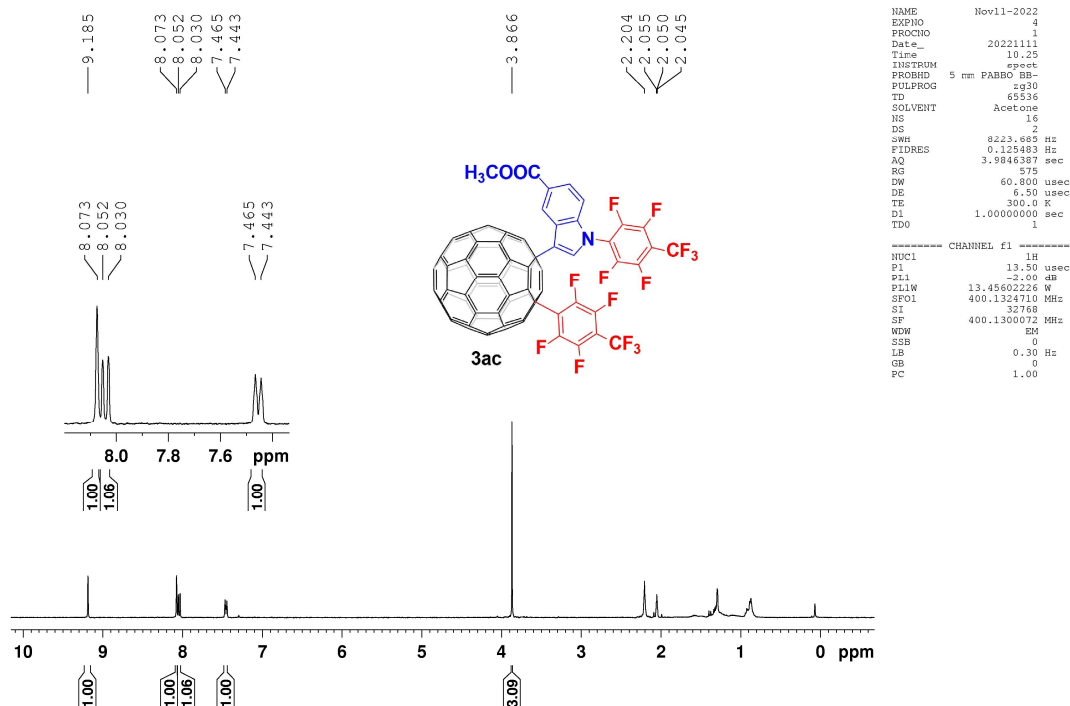 9.185
8.073
8.052
8.030
7.465
7.443
3.866
2.204
2.055
2.050
2.045
NAME Nov11-2022
EXPNO 4
PROCNO 1
Date_ 20221111
Time 10.25
INSTRUM spect
PROBHD 5 mm PABBO BB-
PULPROG zg30
TD 65536
SOLVENT Acetone
NS 16
DS 2
SWH 8223.685 Hz
FIDRES 0.125483 Hz
AQ 3.9846387 sec
RG 575
DW 60.800 usec
DE 6.50 usec
TE 300.0 K
D1 1.00000000 sec
TD0 1
======== CHANNEL f1 ========
NUC1 1H
P1 13.50 usec
PL1 -2.00 dB
PL1W 13.45602226 W
SFO1 400.1324710 MHz
SI 32768
SF 400.1300072 MHz
WDW EM
SSB 0
LB 0.30 Hz
GB 0
PC 1.00
H3COOC
F
F
N
CF3
F
F
F
F
F
F
CF3
3ac
8.073
8.052
8.030
7.465
7.443
8.0 7.8 7.6 ppm
1.00
1.06
1.00
10 9 8 7 6 5 4 3 2 1 0 ppm
1.00
1.00
1.06
1.00
3.09